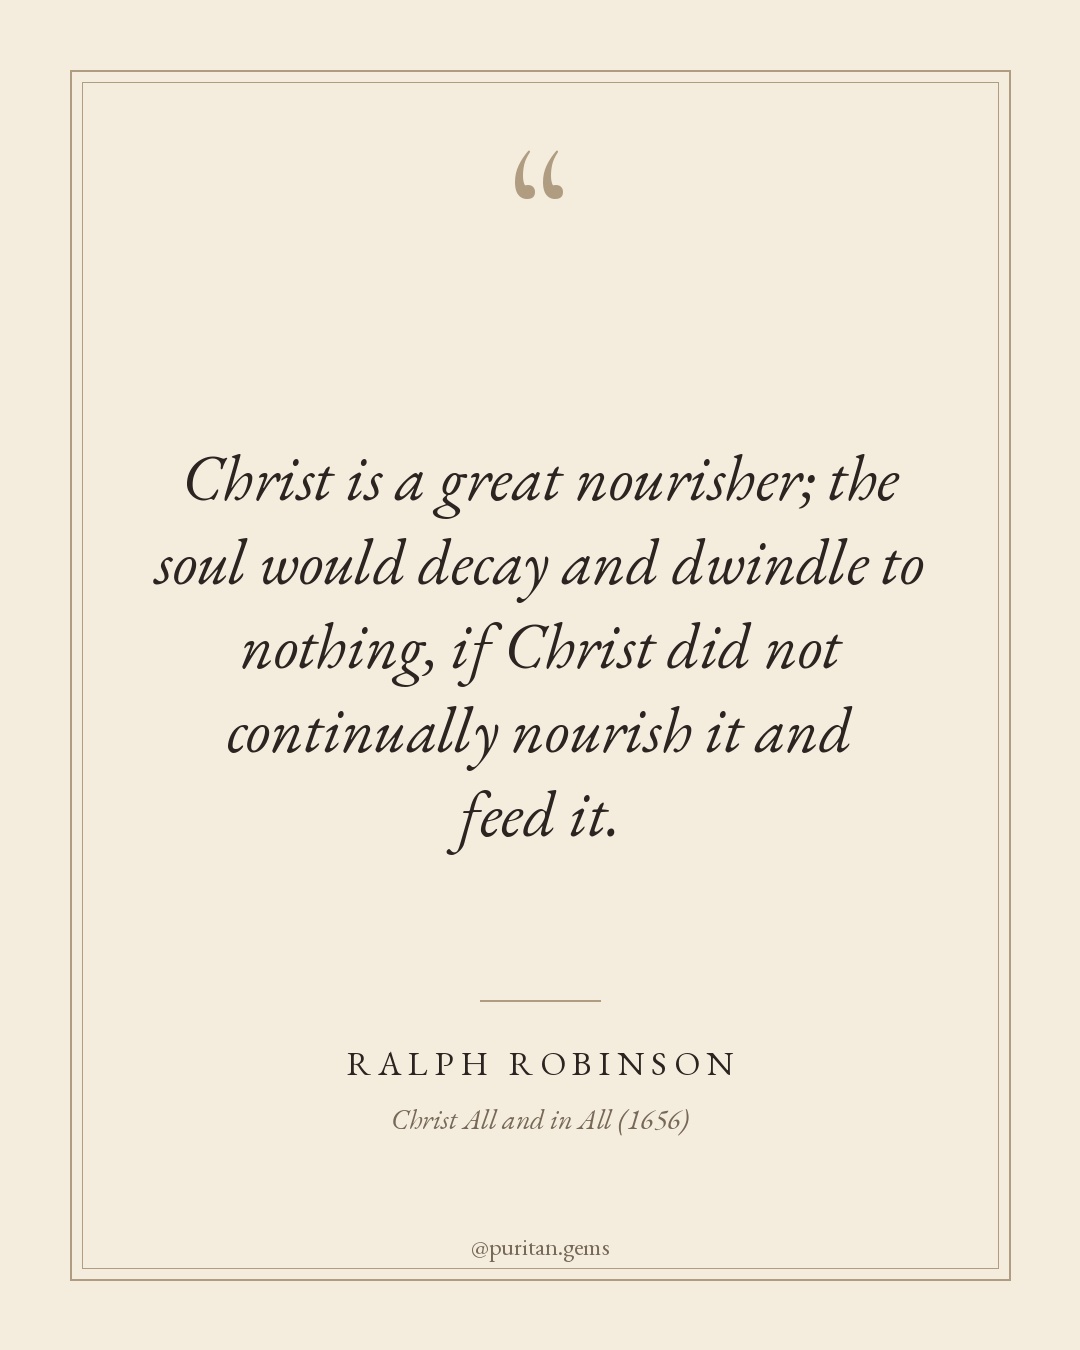 “
Christ is a great nourisher; the
soul would decay and dwindle to
nothing, if Christ did not
continually nourish it and
feed it.
RALPH ROBINSON
Christ All and in All (1656)
@puritan.gems